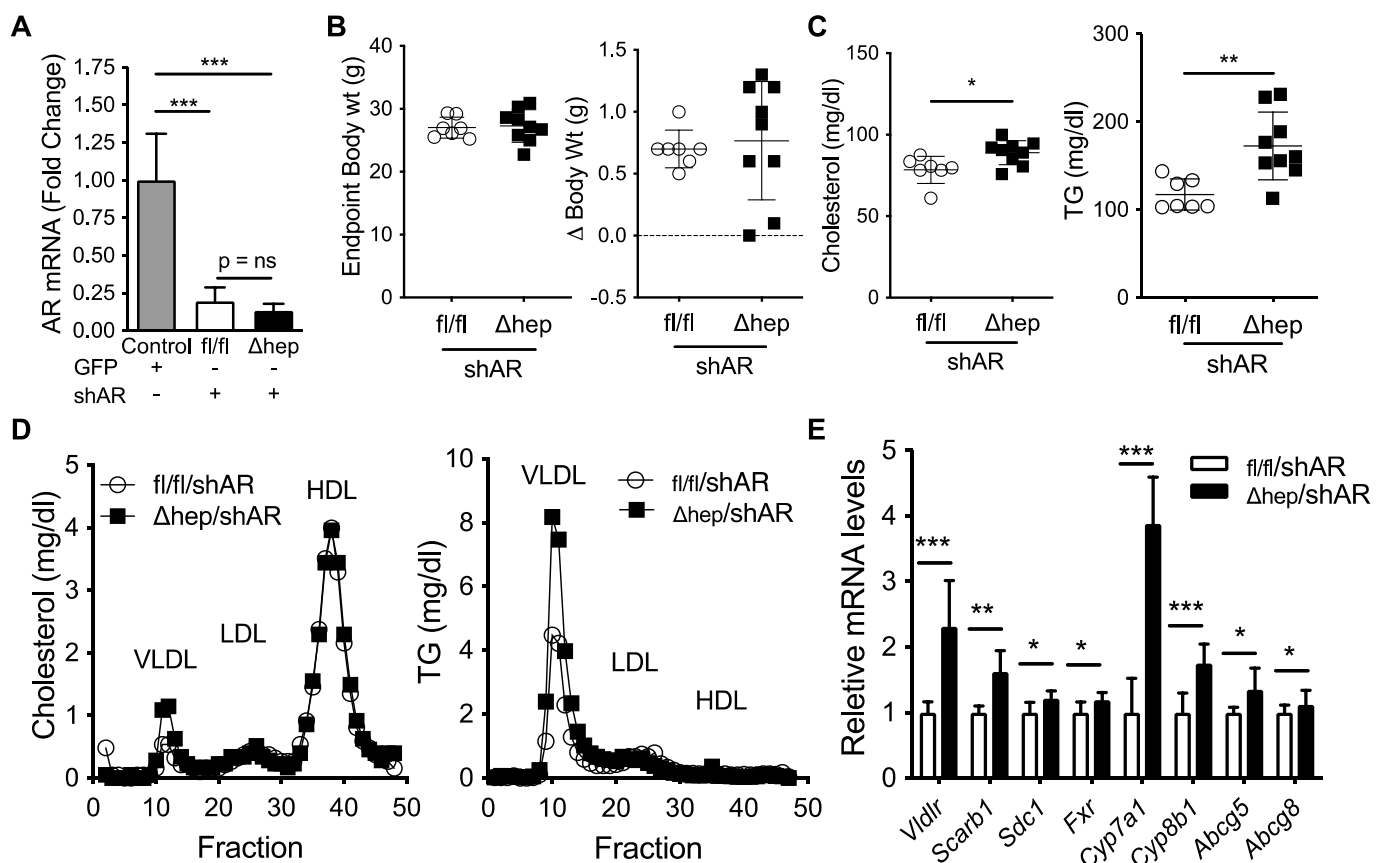 A
AR mRNA (Fold Change)
1.75
1.50
1.25
1.00
0.75
0.50
0.25
0.00
***
***
p = ns
Control fl/fl Δhep
GFP + - -
shAR - + +
B
Endpoint Body wt (g)
40
30
20
10
0
fl/fl Δhep
shAR
Δ Body Wt (g)
1.5
1.0
0.5
0.0
-0.5
fl/fl Δhep
shAR
C
Cholesterol (mg/dl)
150
100
50
0
*
fl/fl Δhep
shAR
TG (mg/dl)
300
200
100
0
**
fl/fl Δhep
shAR
D
Cholesterol (mg/dl)
5
4
3
2
1
0
fl/fl/shAR
Δhep/shAR
VLDL
LDL
HDL
0 10 20 30 40 50
Fraction
TG (mg/dl)
10
8
6
4
2
0
VLDL
fl/fl/shAR
Δhep/shAR
LDL
HDL
0 10 20 30 40 50
Fraction
E
Reletive mRNA levels
5
4
3
2
1
0
fl/fl/shAR
Δhep/shAR
***
**
*
*
***
***
*
*
Vldlr
Scarb1
Sdc1
Fxr
Cyp7a1
Cyp8b1
Abcg5
Abcg8